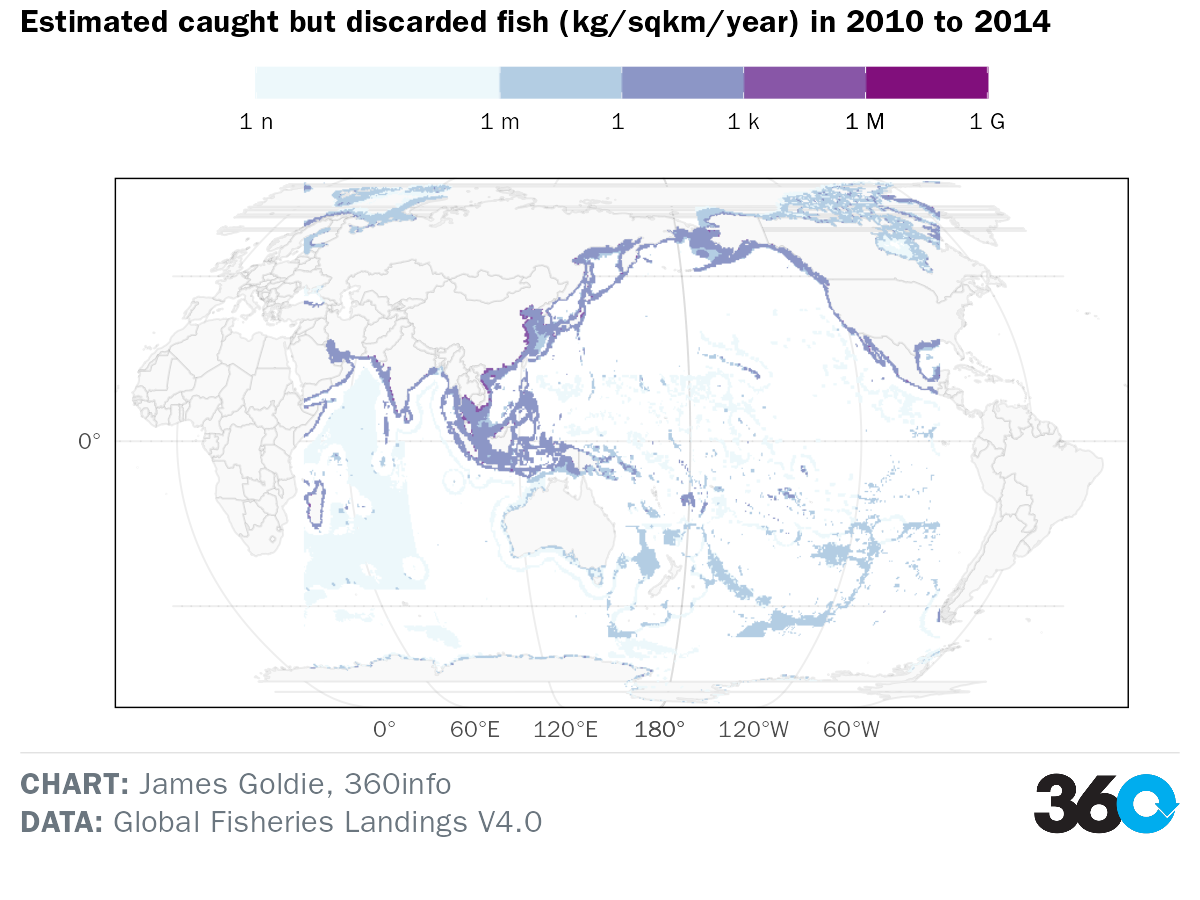 Estimated caught but discarded fish (kg/sqkm/year) in 2010 to 2014
1 n 1 m 1 1 k 1 M 1 G
0°
0° 60°E 120°E 180° 120°W 60°W
CHART: James Goldie, 360info
DATA: Global Fisheries Landings V4.0
360